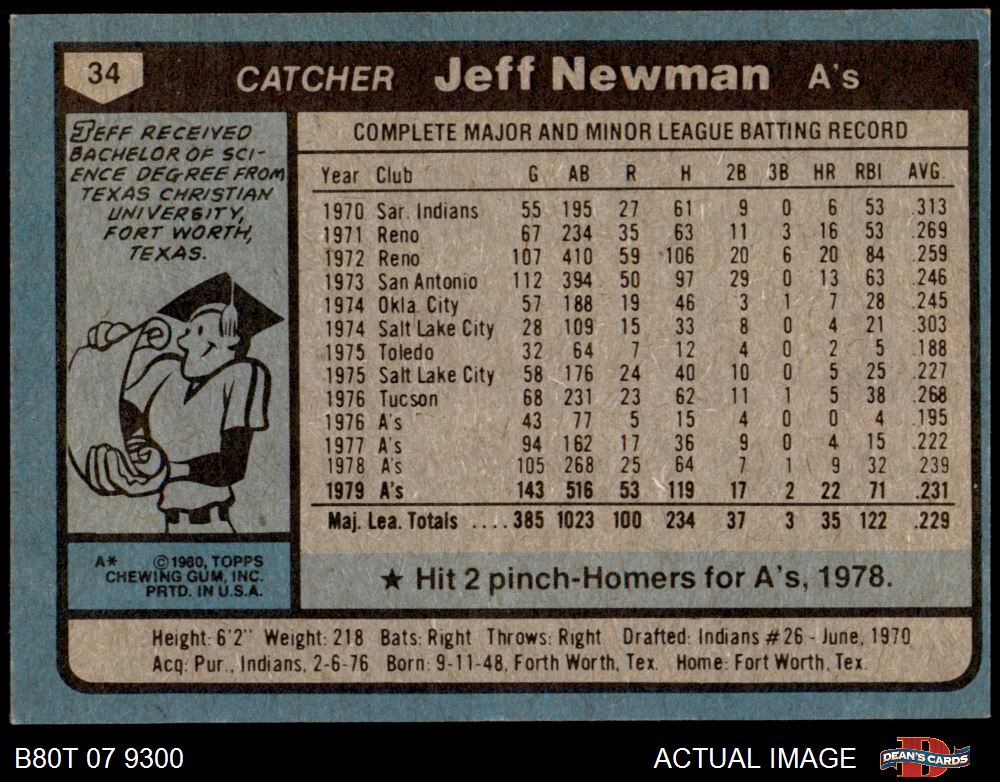 34 CATCHER Jeff Newman A's
JEFF RECEIVED
BACHELOR OF SCI-
ENCE DEGREE FROM
TEXAS CHRISTIAN
UNIVERSITY,
FORT WORTH,
TEXAS.
A* ©1980, TOPPS
CHEWING GUM, INC.
PRTD. IN U.S.A.
COMPLETE MAJOR AND MINOR LEAGUE BATTING RECORD
Year Club G AB R H 2B 3B HR RBI AVG.
1970 Sar. Indians 55 195 27 61 9 0 6 53 .313
1971 Reno 67 234 35 63 11 3 16 53 .269
1972 Reno 107 410 59 106 20 6 20 84 .259
1973 San Antonio 112 394 50 97 29 0 13 63 .246
1974 Okla. City 57 188 19 46 3 1 7 28 .245
1974 Salt Lake City 28 109 15 33 8 0 4 21 .303
1975 Toledo 32 64 7 12 4 0 2 5 .188
1975 Salt Lake City 58 176 24 40 10 0 5 25 .227
1976 Tucson 68 231 23 62 11 1 5 38 .268
1976 A's 43 77 5 15 4 0 0 4 .195
1977 A's 94 162 17 36 9 0 4 15 .222
1978 A's 105 268 25 64 7 1 9 32 .239
1979 A's 143 516 53 119 17 2 22 71 .231
Maj. Lea. Totals .... 385 1023 100 234 37 3 35 122 .229
★ Hit 2 pinch-Homers for A's, 1978.
Height: 6'2" Weight: 218 Bats: Right Throws: Right Drafted: Indians #26 - June, 1970
Acq: Pur., Indians, 2-6-76 Born: 9-11-48, Forth Worth, Tex. Home: Fort Worth, Tex.
B80T 07 9300 ACTUAL IMAGE DEAN'S CARDS